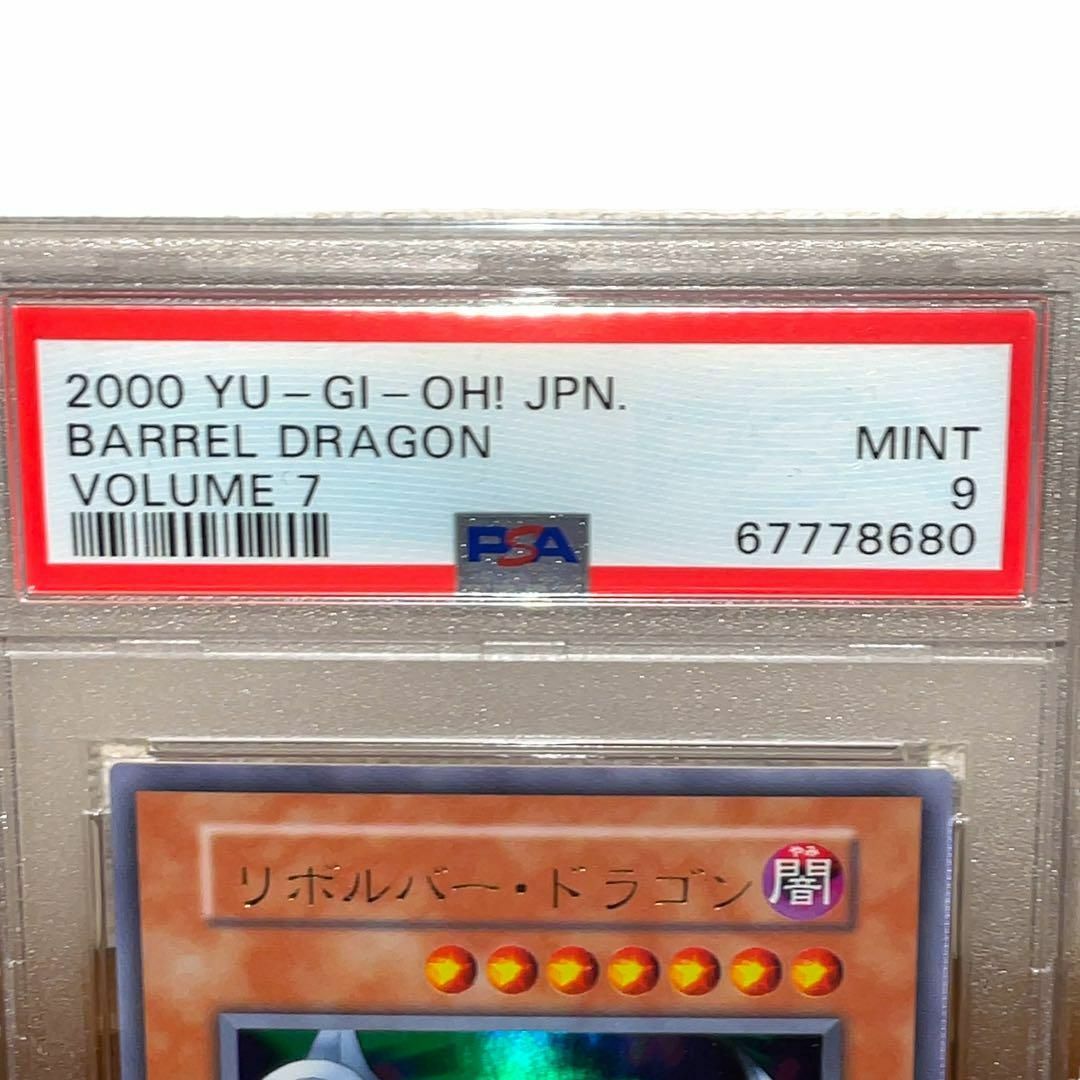 2000 YU-GI-OH! JPN.
BARREL DRAGON
MINT
VOLUME 7
9
PSA
67778680
リボルバー・ドラゴン
やみ
闇